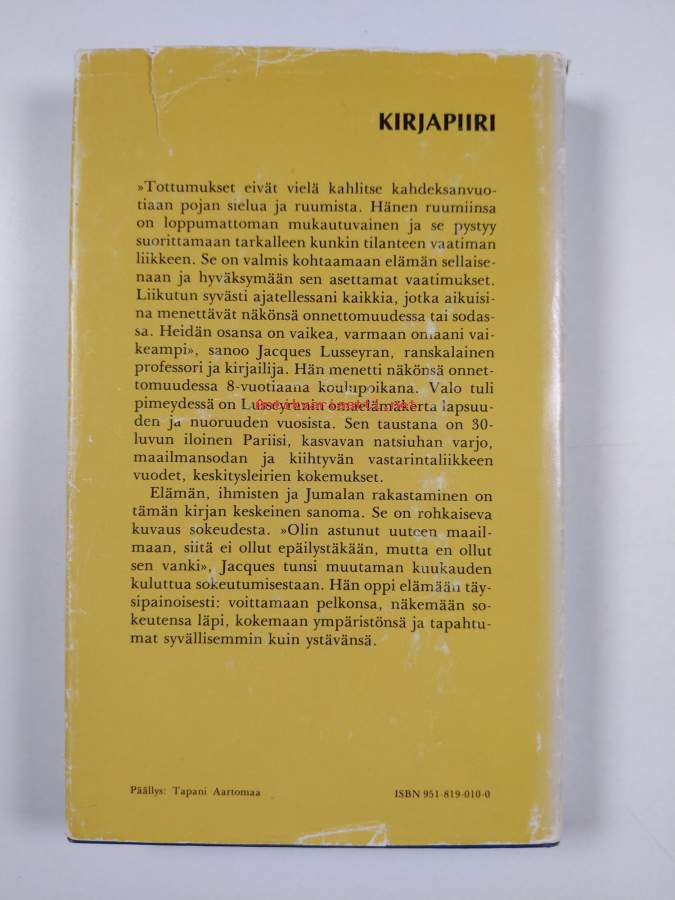 KIRJAPIIRI
»Tottumukset eivät vielä kahlitse kahdeksanvuo-
tiaan pojan sielua ja ruumista. Hänen ruumiinsa
on loppumattoman mukautuvainen ja se pystyy
suorittamaan tarkalleen kunkin tilanteen vaatiman
liikkeen. Se on valmis kohtaamaan elämän sellaise-
naan ja hyväksymään sen asettamat vaatimukset.
Liikutun syvästi ajatellessani kaikkia, jotka aikuisi-
na menettävät näkönsä onnettomuudessa tai sodas-
sa. Heidän osansa on vaikea, varmaan omaani vai-
keampi», sanoo Jacques Lusseyran, ranskalainen
professori ja kirjailija. Hän menetti näkönsä onnet-
tomuudessa 8-vuotiaana koulupoikana. Valo tuli
pimeydessä on Lusseyranin omaelämäkerta lapsuu-
den ja nuoruuden vuosista. Sen taustana on 30-
luvun iloinen Pariisi, kasvavan natsiuhan varjo,
maailmansodan ja kiihtyvän vastarintaliikkeen
vuodet, keskitysleirien kokemukset.
Elämän, ihmisten ja Jumalan rakastaminen on
tämän kirjan keskeinen sanoma. Se on rohkaiseva
kuvaus sokeudesta. »Olin astunut uuteen maail-
maan, siitä ei ollut epäilystäkään, mutta en ollut
sen vanki», Jacques tunsi muutaman kuukauden
kuluttua sokeutumisestaan. Hän oppi elämään täy-
sipainoisesti: voittamaan pelkonsa, näkemään so-
keutensa läpi, kokemaan ympäristönsä ja tapahtu-
mat syvällisemmin kuin ystävänsä.
Päällys: Tapani Aartomaa
ISBN 951-819-010-0